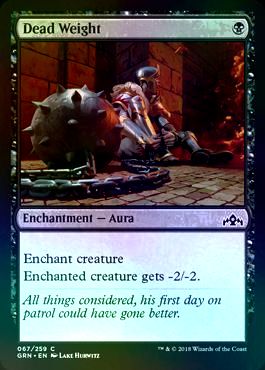 Dead Weight
Enchantment — Aura
Enchant creature
Enchanted creature gets -2/-2.
All things considered, his first day on
patrol could have gone better.
067/259 C
GRN • EN Lake Hurwitz
™ & © 2018 Wizards of the Coast